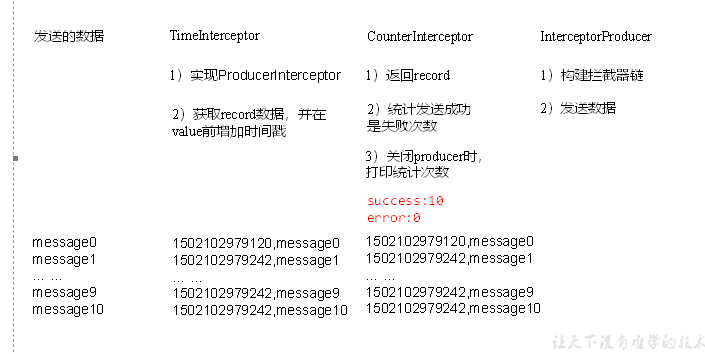 发送的数据 TimeInterceptor CounterInterceptor InterceptorProducer
1）实现ProducerInterceptor 1）返回record 1）构建拦截器链
2）获取record数据，并在 2）统计发送成功 2）发送数据
value前增加时间戳 是失败次数
3）关闭producer时，
打印统计次数
success:10
error:0
message0 1502102979120,message0 1502102979120,message0
message1 1502102979242,message1 1502102979242,message1
... ... ... ... ... ...
message9 1502102979242,message9 1502102979242,message9
message10 1502102979242,message10 1502102979242,message10
让天下没有难学的技术